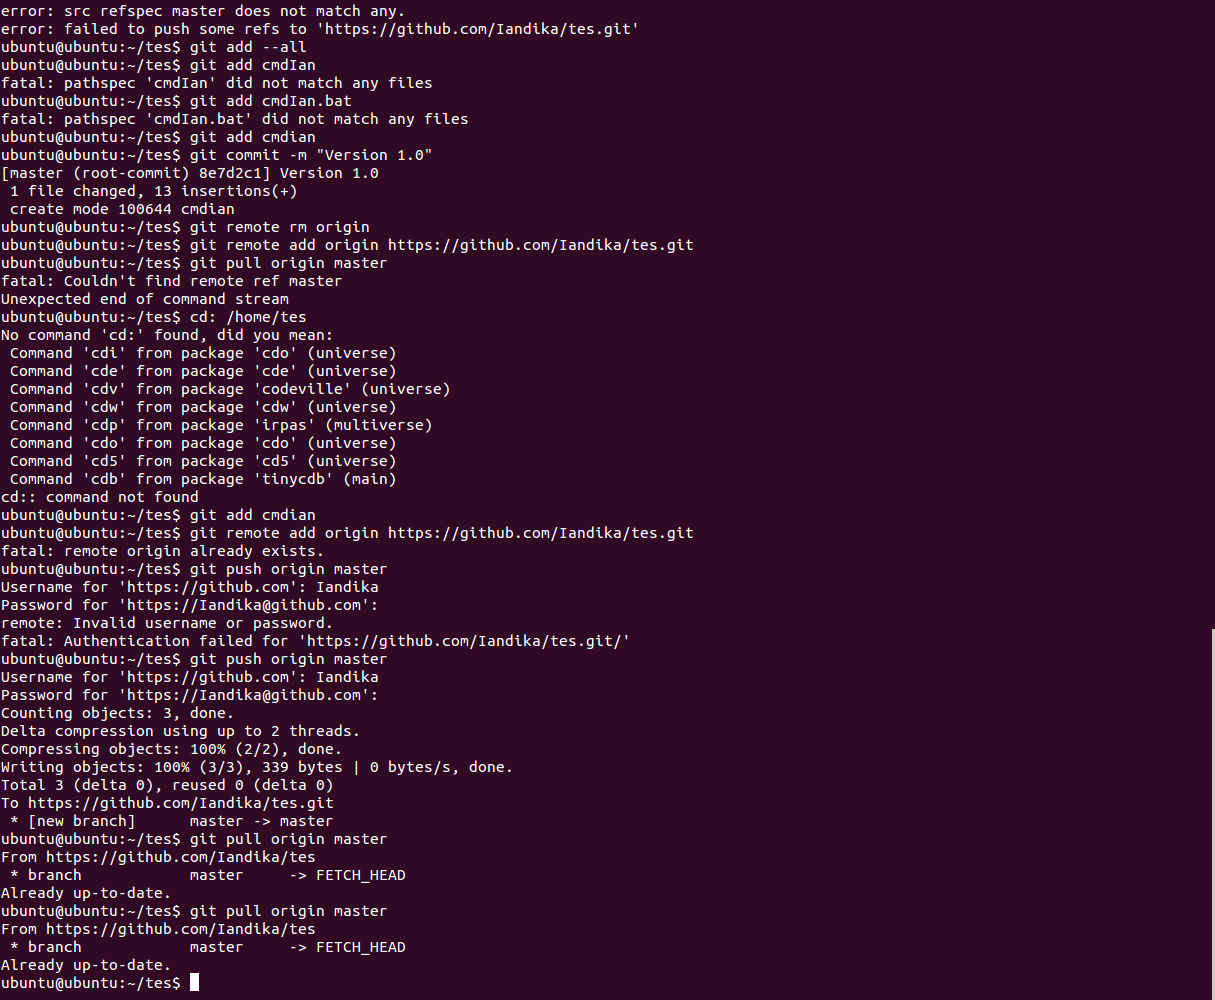 error: src refspec master does not match any.
error: failed to push some refs to 'https://github.com/Iandika/tes.git'
ubuntu@ubuntu:~/tes$ git add --all
ubuntu@ubuntu:~/tes$ git add cmdIan
fatal: pathspec 'cmdIan' did not match any files
ubuntu@ubuntu:~/tes$ git add cmdIan.bat
fatal: pathspec 'cmdIan.bat' did not match any files
ubuntu@ubuntu:~/tes$ git add cmdian
ubuntu@ubuntu:~/tes$ git commit -m "Version 1.0"
[master (root-commit) 8e7d2c1] Version 1.0
 1 file changed, 13 insertions(+)
 create mode 100644 cmdian
ubuntu@ubuntu:~/tes$ git remote rm origin
ubuntu@ubuntu:~/tes$ git remote add origin https://github.com/Iandika/tes.git
ubuntu@ubuntu:~/tes$ git pull origin master
fatal: Couldn't find remote ref master
Unexpected end of command stream
ubuntu@ubuntu:~/tes$ cd: /home/tes
No command 'cd:' found, did you mean:
 Command 'cdi' from package 'cdo' (universe)
 Command 'cde' from package 'cde' (universe)
 Command 'cdv' from package 'codeville' (universe)
 Command 'cdw' from package 'cdw' (universe)
 Command 'cdp' from package 'irpas' (multiverse)
 Command 'cdo' from package 'cdo' (universe)
 Command 'cd5' from package 'cd5' (universe)
 Command 'cdb' from package 'tinycdb' (main)
cd:: command not found
ubuntu@ubuntu:~/tes$ git add cmdian
ubuntu@ubuntu:~/tes$ git remote add origin https://github.com/Iandika/tes.git
fatal: remote origin already exists.
ubuntu@ubuntu:~/tes$ git push origin master
Username for 'https://github.com': Iandika
Password for 'https://Iandika@github.com':
remote: Invalid username or password.
fatal: Authentication failed for 'https://github.com/Iandika/tes.git/'
ubuntu@ubuntu:~/tes$ git push origin master
Username for 'https://github.com': Iandika
Password for 'https://Iandika@github.com':
Counting objects: 3, done.
Delta compression using up to 2 threads.
Compressing objects: 100% (2/2), done.
Writing objects: 100% (3/3), 339 bytes | 0 bytes/s, done.
Total 3 (delta 0), reused 0 (delta 0)
To https://github.com/Iandika/tes.git
 * [new branch]      master -> master
ubuntu@ubuntu:~/tes$ git pull origin master
From https://github.com/Iandika/tes
 * branch            master     -> FETCH_HEAD
Already up-to-date.
ubuntu@ubuntu:~/tes$ git pull origin master
From https://github.com/Iandika/tes
 * branch            master     -> FETCH_HEAD
Already up-to-date.
ubuntu@ubuntu:~/tes$